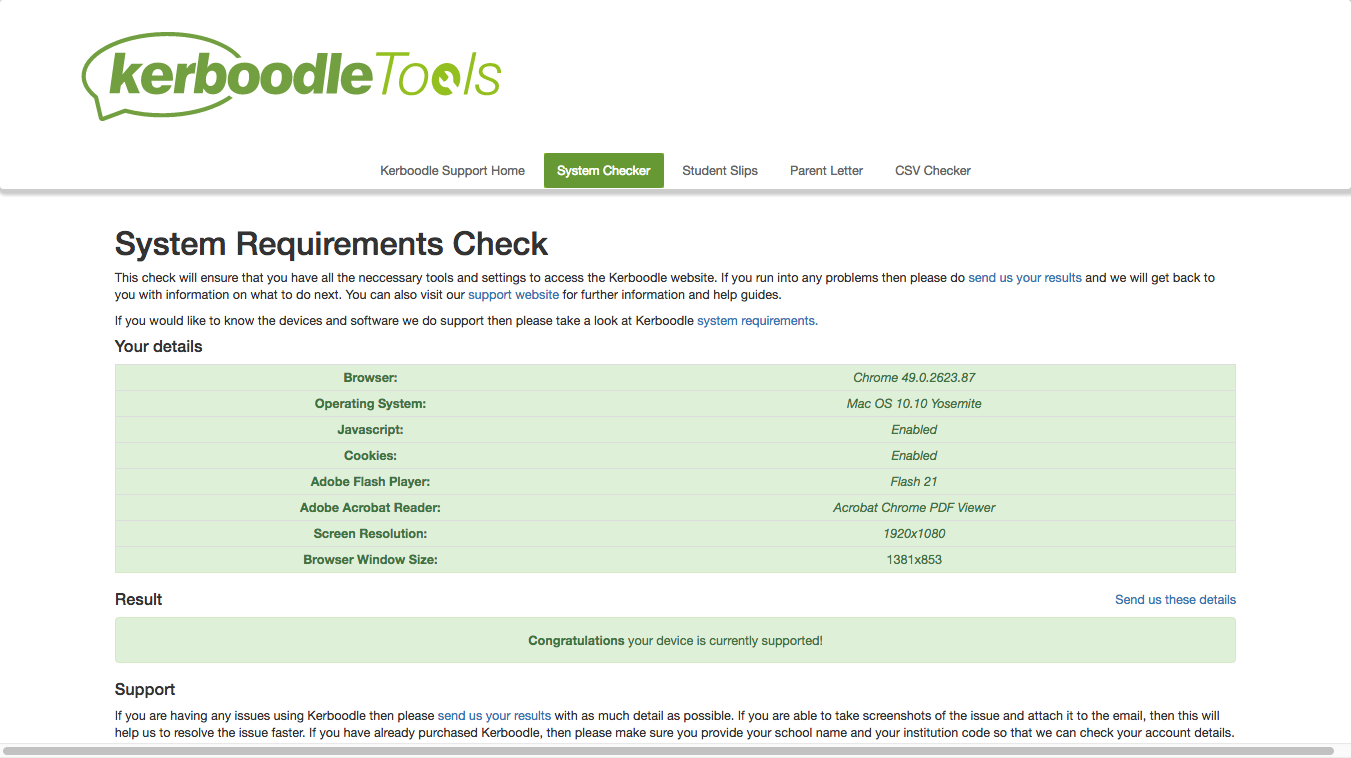 kerboodle Tools
Kerboodle Support Home System Checker Student Slips Parent Letter CSV Checker
System Requirements Check
This check will ensure that you have all the neccessary tools and settings to access the Kerboodle website. If you run into any problems then please do send us your results and we will get back to
you with information on what to do next. You can also visit our support website for further information and help guides.
If you would like to know the devices and software we do support then please take a look at Kerboodle system requirements.
Your details
Browser: Chrome 49.0.2623.87
Operating System: Mac OS 10.10 Yosemite
Javascript: Enabled
Cookies: Enabled
Adobe Flash Player: Flash 21
Adobe Acrobat Reader: Acrobat Chrome PDF Viewer
Screen Resolution: 1920x1080
Browser Window Size: 1381x853
Result Send us these details
Congratulations your device is currently supported!
Support
If you are having any issues using Kerboodle then please send us your results with as much detail as possible. If you are able to take screenshots of the issue and attach it to the email, then this will
help us to resolve the issue faster. If you have already purchased Kerboodle, then please make sure you provide your school name and your institution code so that we can check your account details.